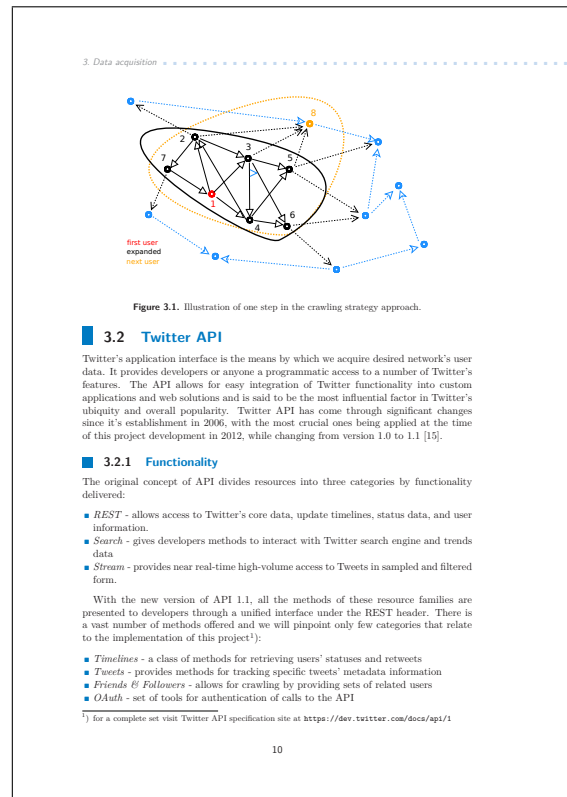 3. Data acquisition
8
2
3
7
5
1
6
4
first user
expanded
next user
Figure 3.1. Illustration of one step in the crawling strategy approach.
3.2 Twitter API
Twitter's application interface is the means by which we acquire desired network's user
data. It provides developers or anyone a programmatic access to a number of Twitter's
features. The API allows for easy integration of Twitter functionality into custom
applications and web solutions and is said to be the most influential factor in Twitter's
ubiquity and overall popularity. Twitter API has come through significant changes
since it's establishment in 2006, with the most crucial ones being applied at the time
of this project development in 2012, while changing from version 1.0 to 1.1 [15].
3.2.1 Functionality
The original concept of API divides resources into three categories by functionality
delivered:
■ REST - allows access to Twitter's core data, update timelines, status data, and user
information.
■ Search - gives developers methods to interact with Twitter search engine and trends
data
■ Stream - provides near real-time high-volume access to Tweets in sampled and filtered
form.
With the new version of API 1.1, all the methods of these resource families are
presented to developers through a unified interface under the REST header. There is
a vast number of methods offered and we will pinpoint only few categories that relate
to the implementation of this project¹):
■ Timelines - a class of methods for retrieving users' statuses and retweets
■ Tweets - provides methods for tracking specific tweets' metadata information
■ Friends & Followers - allows for crawling by providing sets of related users
■ OAuth - set of tools for authentication of calls to the API
¹) for a complete set visit Twitter API specification site at https://dev.twitter.com/docs/api/1
10